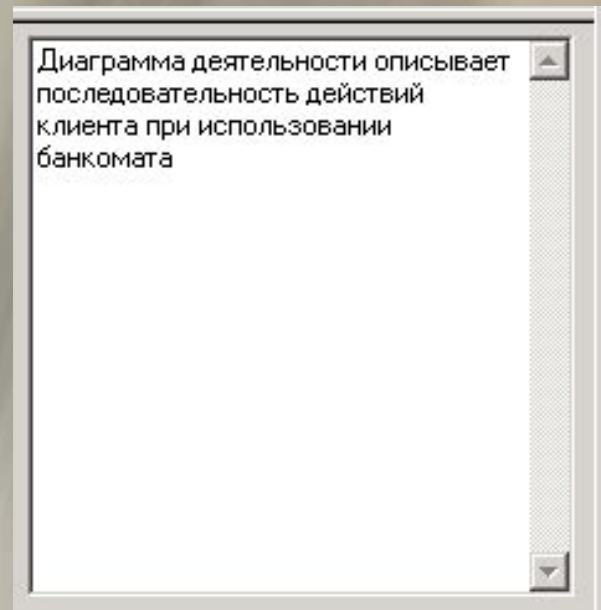 Диаграмма деятельности описывает
последовательность действий
клиента при использовании
банкомата